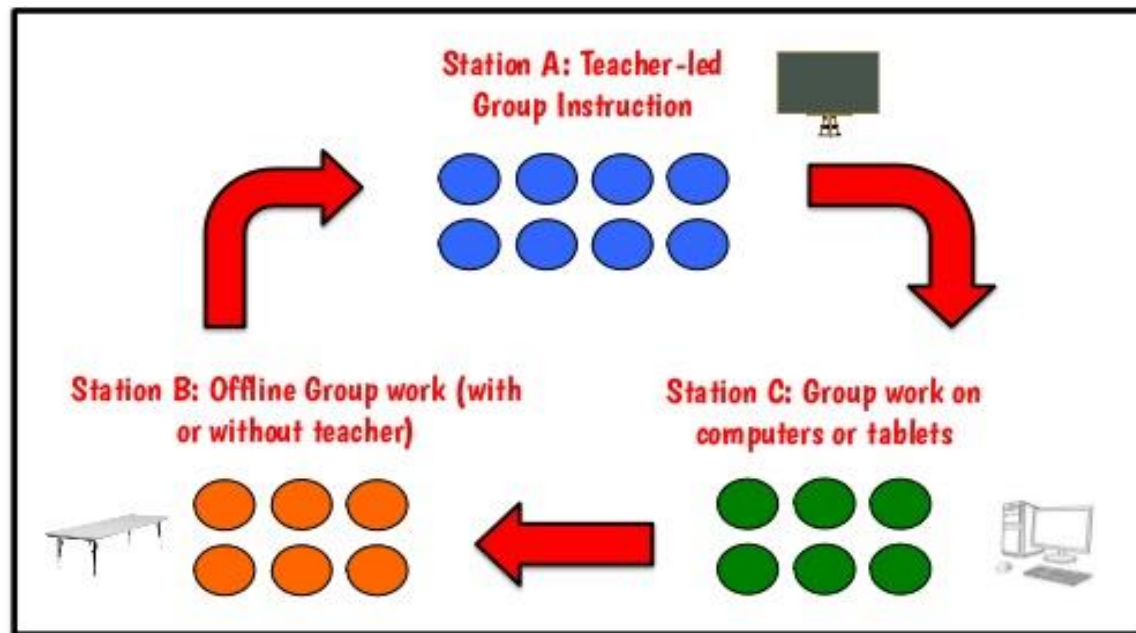 Station A: Teacher-led
Group Instruction
Station B: Offline Group work (with
or without teacher)
Station C: Group work on
computers or tablets